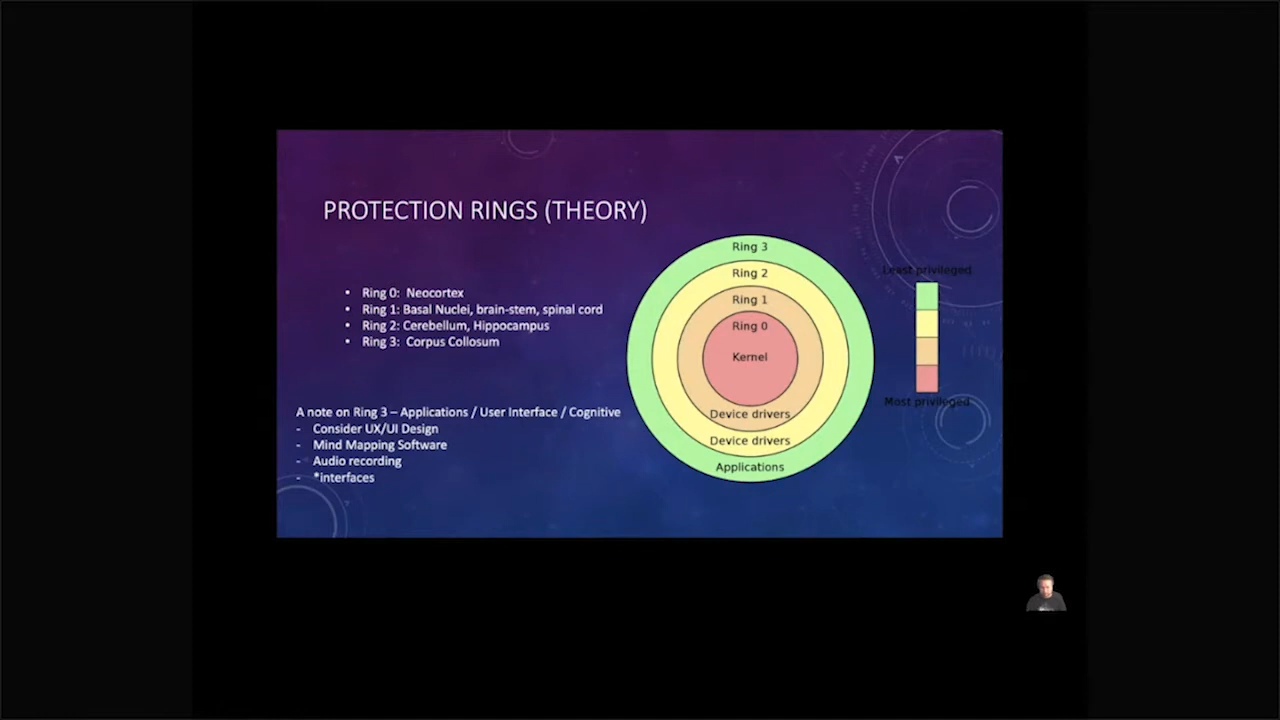 PROTECTION RINGS (THEORY)
• Ring 0: Neocortex
• Ring 1: Basal Nuclei, brain-stem, spinal cord
• Ring 2: Cerebellum, Hippocampus
• Ring 3: Corpus Collosum
A note on Ring 3 – Applications / User Interface / Cognitive
- Consider UX/UI Design
- Mind Mapping Software
- Audio recording
- *interfaces
Ring 3
Ring 2
Ring 1
Ring 0
Kernel
Device drivers
Device drivers
Applications
Least privileged
Most privileged